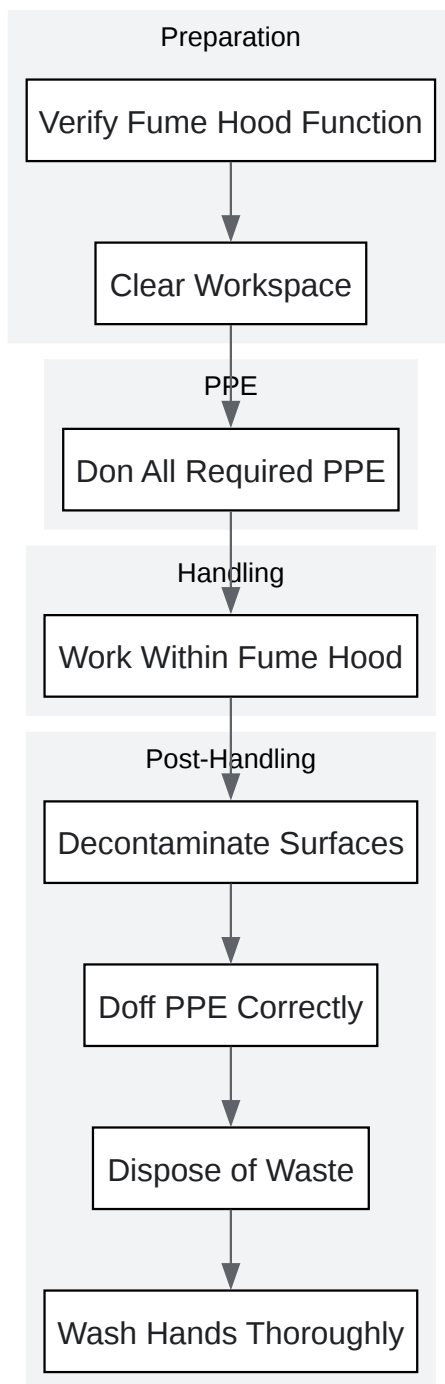 Preparation
Verify Fume Hood Function
Clear Workspace
PPE
Don All Required PPE
Handling
Work Within Fume Hood
Post-Handling
Decontaminate Surfaces
Doff PPE Correctly
Dispose of Waste
Wash Hands Thoroughly